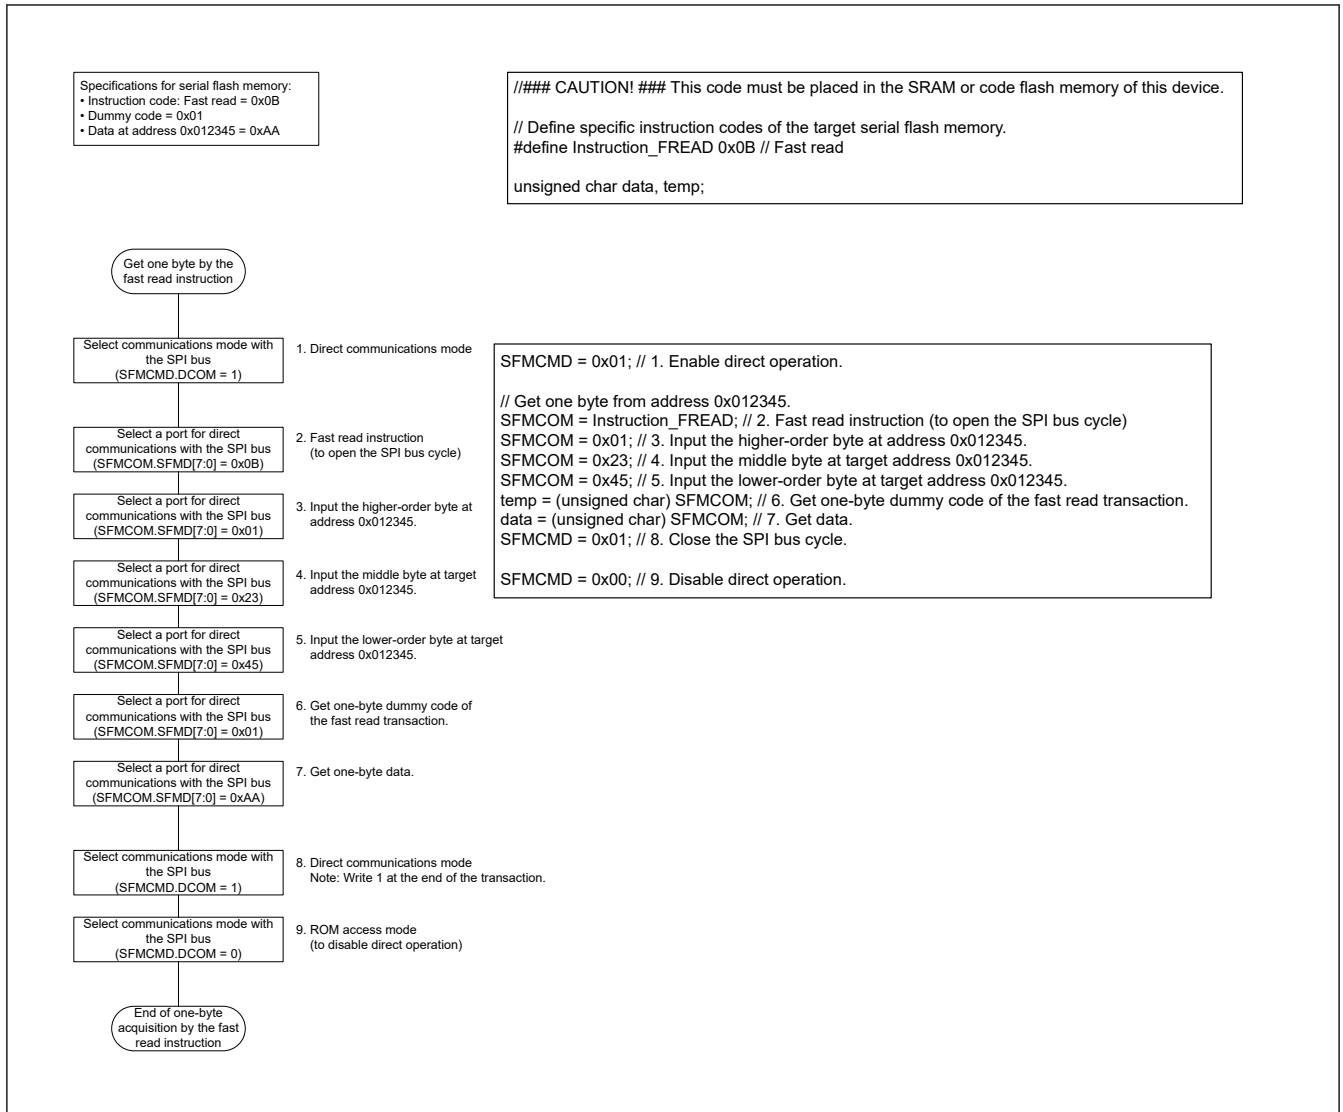 Specifications for serial flash memory:
• Instruction code: Fast read = 0x0B
• Dummy code = 0x01
• Data at address 0x012345 = 0xAA
//### CAUTION! ### This code must be placed in the SRAM or code flash memory of this device.
// Define specific instruction codes of the target serial flash memory.
#define Instruction_FREAD 0x0B // Fast read
unsigned char data, temp;
Get one byte by the
fast read instruction
Select communications mode with
the SPI bus
(SFMCMD.DCOM = 1)
1. Direct communications mode
Select a port for direct
communications with the SPI bus
(SFMCOM.SFMD[7:0] = 0x0B)
2. Fast read instruction
(to open the SPI bus cycle)
Select a port for direct
communications with the SPI bus
(SFMCOM.SFMD[7:0] = 0x01)
3. Input the higher-order byte at
address 0x012345.
Select a port for direct
communications with the SPI bus
(SFMCOM.SFMD[7:0] = 0x23)
4. Input the middle byte at target
address 0x012345.
Select a port for direct
communications with the SPI bus
(SFMCOM.SFMD[7:0] = 0x45)
5. Input the lower-order byte at target
address 0x012345.
Select a port for direct
communications with the SPI bus
(SFMCOM.SFMD[7:0] = 0x01)
6. Get one-byte dummy code of
the fast read transaction.
Select a port for direct
communications with the SPI bus
(SFMCOM.SFMD[7:0] = 0xAA)
7. Get one-byte data.
Select communications mode with
the SPI bus
(SFMCMD.DCOM = 1)
8. Direct communications mode
Note: Write 1 at the end of the transaction.
Select communications mode with
the SPI bus
(SFMCMD.DCOM = 0)
9. ROM access mode
(to disable direct operation)
End of one-byte
acquisition by the fast
read instruction
SFMCMD = 0x01; // 1. Enable direct operation.
// Get one byte from address 0x012345.
SFMCOM = Instruction_FREAD; // 2. Fast read instruction (to open the SPI bus cycle)
SFMCOM = 0x01; // 3. Input the higher-order byte at address 0x012345.
SFMCOM = 0x23; // 4. Input the middle byte at target address 0x012345.
SFMCOM = 0x45; // 5. Input the lower-order byte at target address 0x012345.
temp = (unsigned char) SFMCOM; // 6. Get one-byte dummy code of the fast read transaction.
data = (unsigned char) SFMCOM; // 7. Get data.
SFMCMD = 0x01; // 8. Close the SPI bus cycle.
SFMCMD = 0x00; // 9. Disable direct operation.